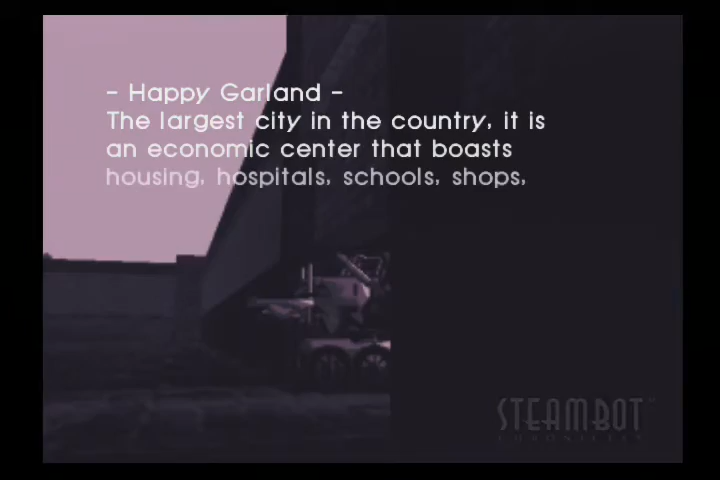 - Happy Garland -
The largest city in the country, it is
an economic center that boasts
housing, hospitals, schools, shops,
STEAMBOT
CHRONICLES